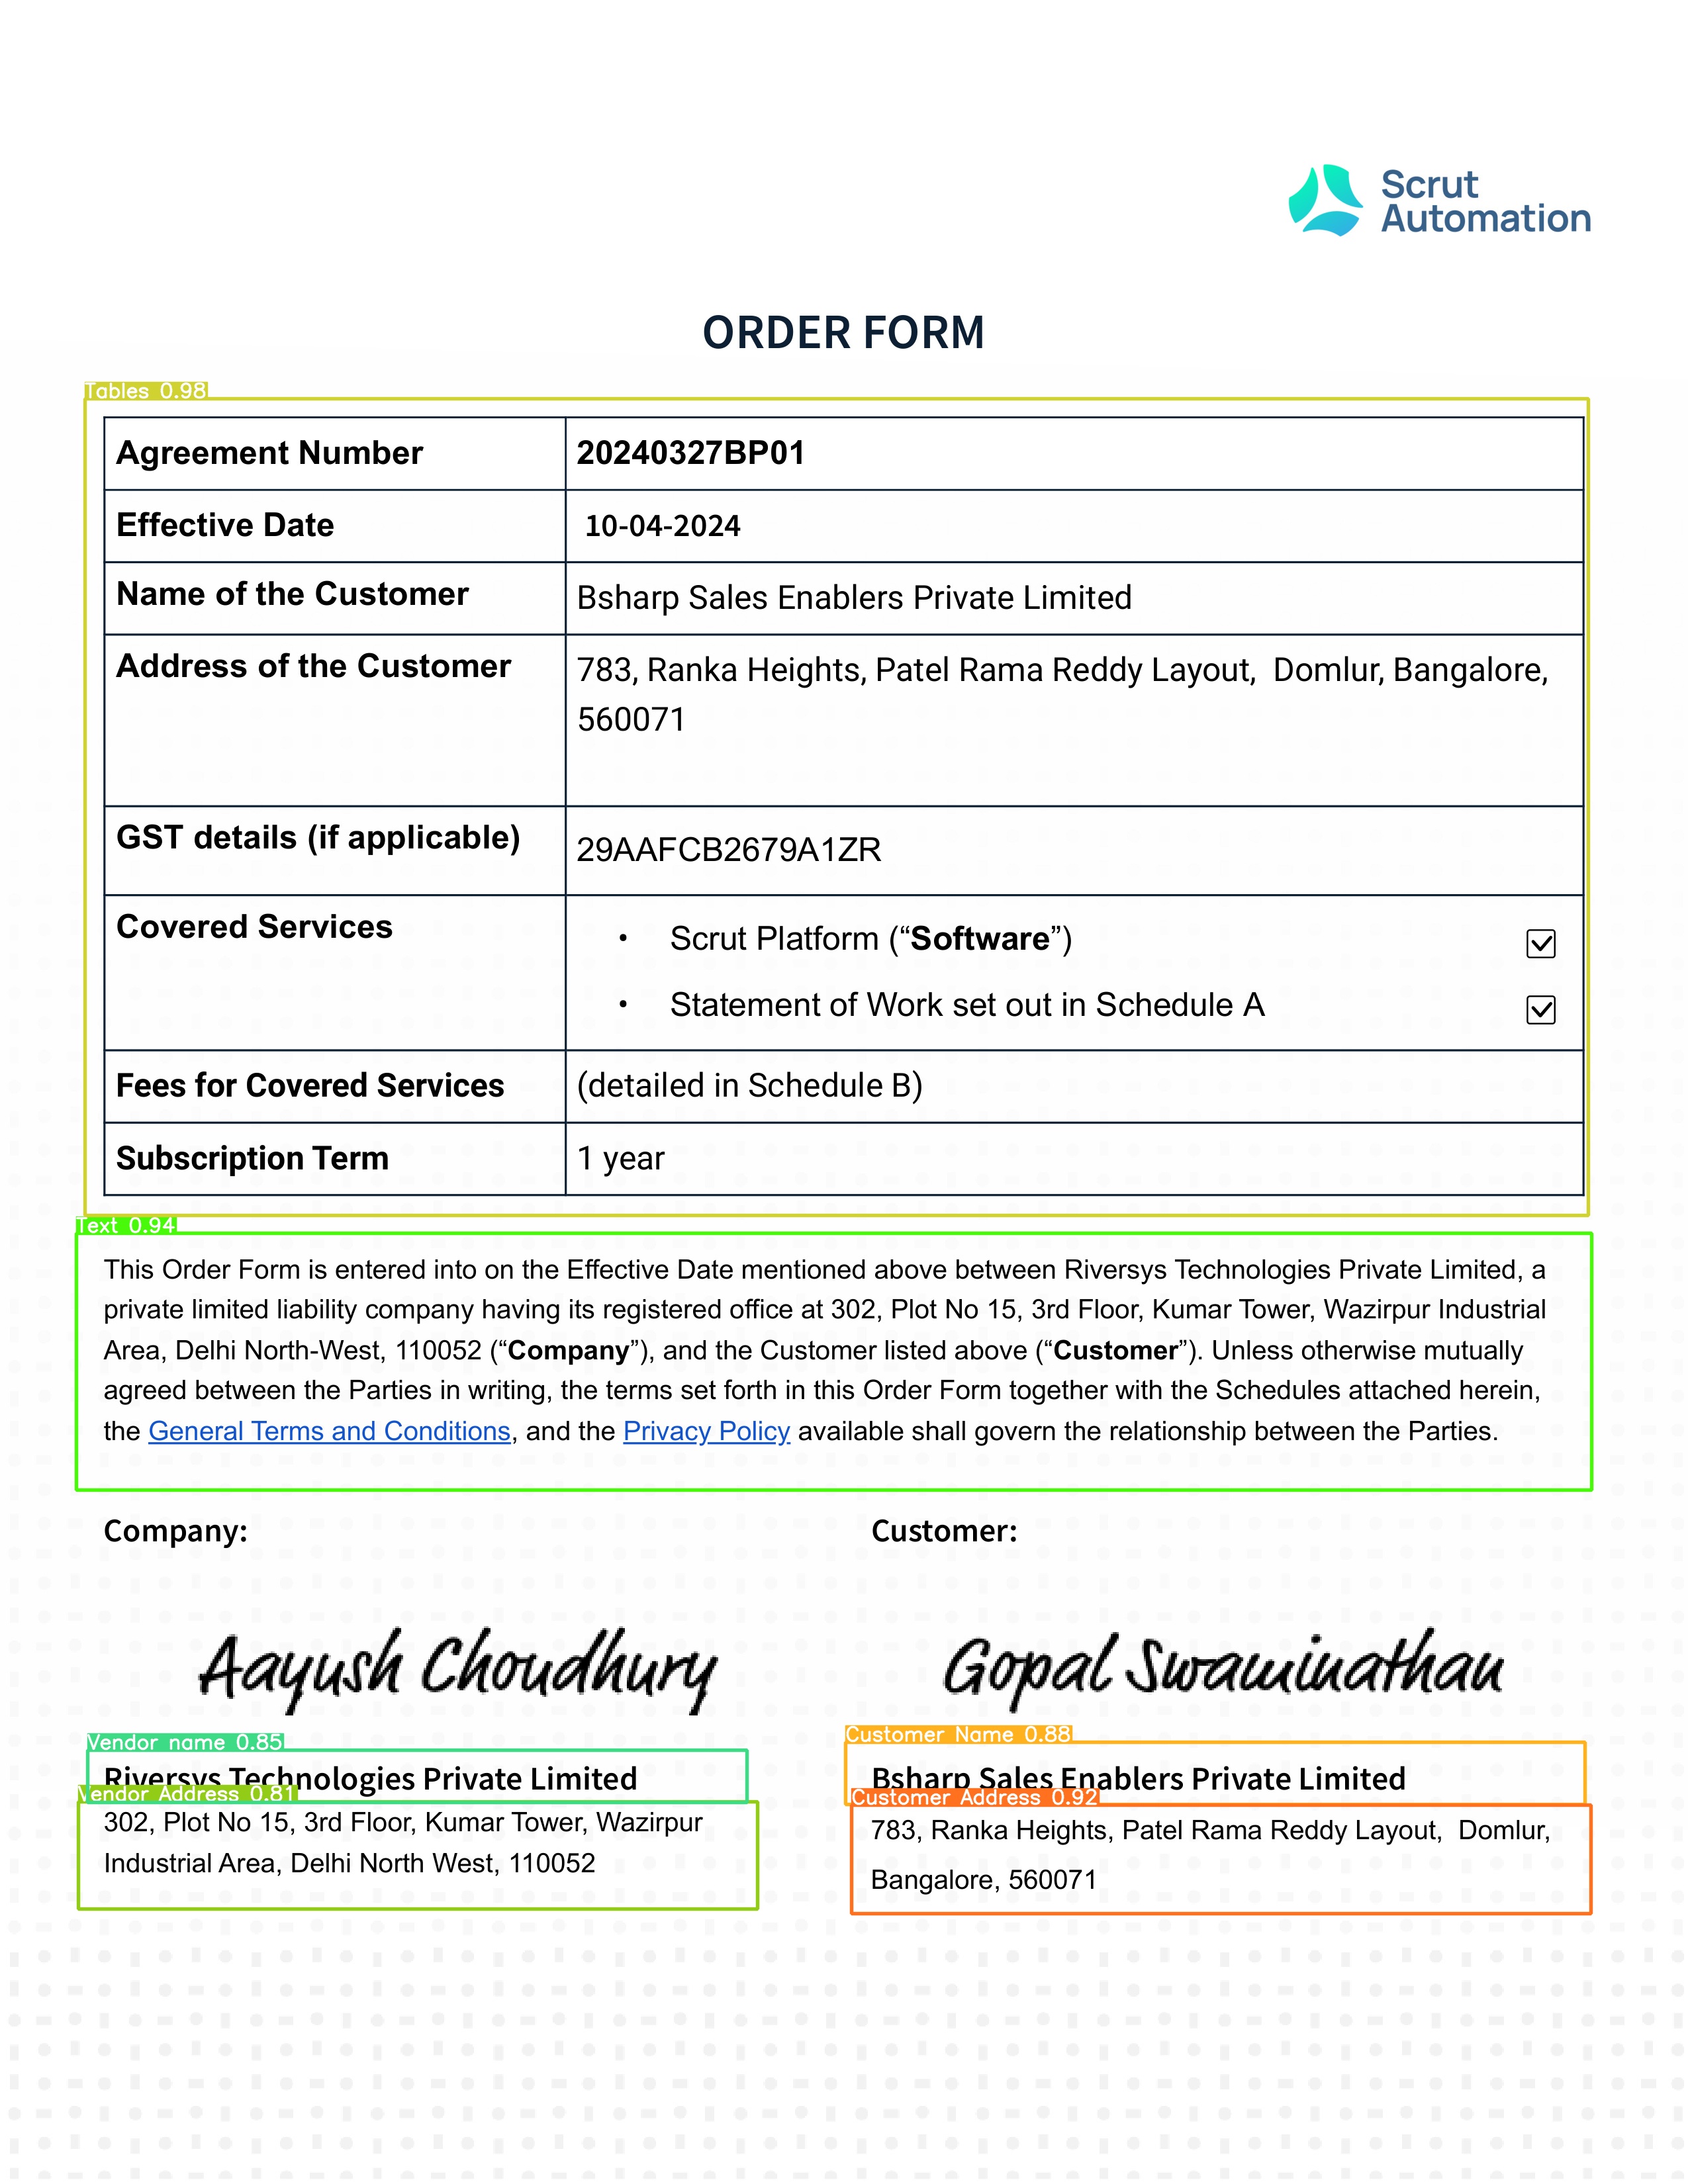 Scrut
Automation
ORDER FORM
Tables 0.98
Agreement Number 20240327BP01
Effective Date 10-04-2024
Name of the Customer Bsharp Sales Enablers Private Limited
Address of the Customer 783, Ranka Heights, Patel Rama Reddy Layout, Domlur, Bangalore,
560071
GST details (if applicable) 29AAFCB2679A1ZR
Covered Services • Scrut Platform (“Software”) ☑
• Statement of Work set out in Schedule A ☑
Fees for Covered Services (detailed in Schedule B)
Subscription Term 1 year
Text 0.94
This Order Form is entered into on the Effective Date mentioned above between Riversys Technologies Private Limited, a
private limited liability company having its registered office at 302, Plot No 15, 3rd Floor, Kumar Tower, Wazirpur Industrial
Area, Delhi North-West, 110052 (“Company”), and the Customer listed above (“Customer”). Unless otherwise mutually
agreed between the Parties in writing, the terms set forth in this Order Form together with the Schedules attached herein,
the General Terms and Conditions, and the Privacy Policy available shall govern the relationship between the Parties.
Company:
Aayush Choudhury
Vendor name 0.85
Riversys Technologies Private Limited
Vendor Address 0.81
302, Plot No 15, 3rd Floor, Kumar Tower, Wazirpur
Industrial Area, Delhi North West, 110052
Customer:
Gopal Swaminathan
Customer Name 0.88
Bsharp Sales Enablers Private Limited
Customer Address 0.92
783, Ranka Heights, Patel Rama Reddy Layout, Domlur,
Bangalore, 560071